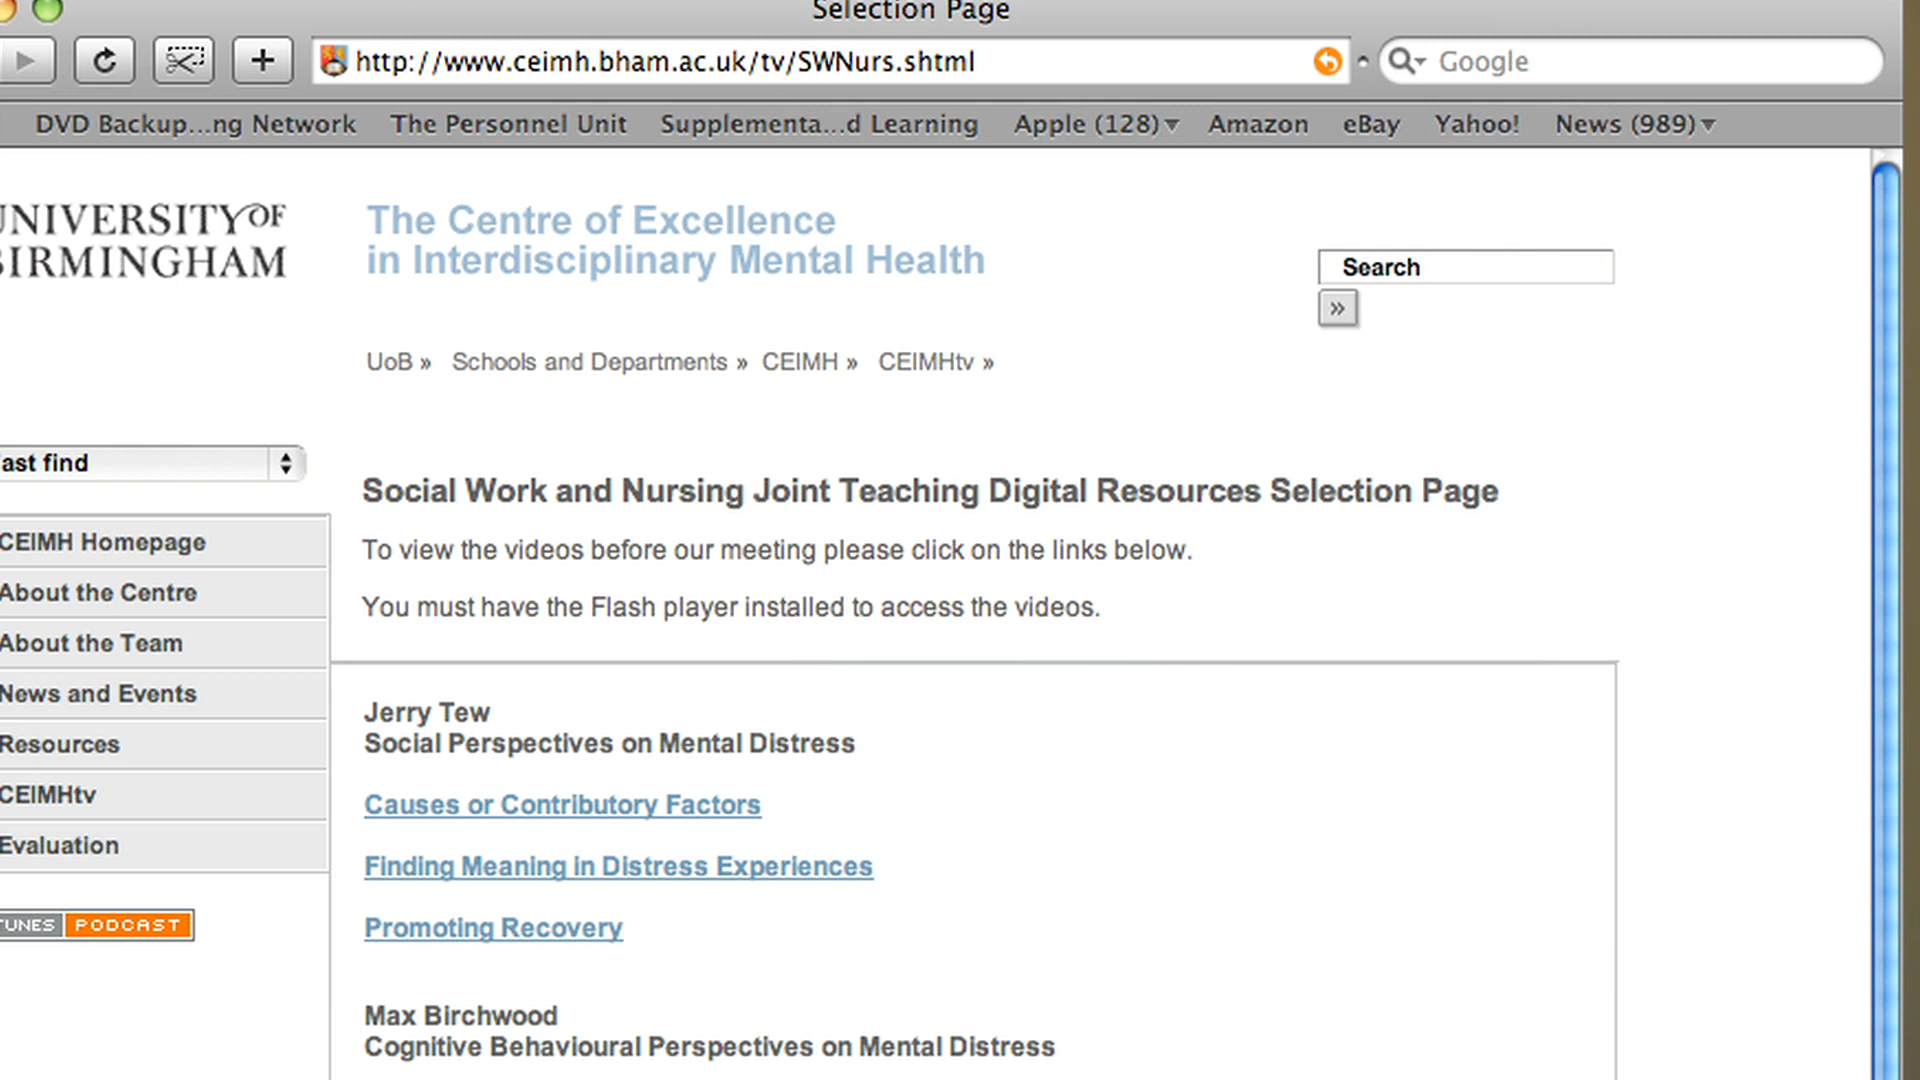 Selection Page
http://www.ceimh.bham.ac.uk/tv/SWNurs.shtml
Google
DVD Backup...ng Network The Personnel Unit Supplementa...d Learning Apple (128) Amazon eBay Yahoo! News (989)
UNIVERSITY OF
BIRMINGHAM
The Centre of Excellence
in Interdisciplinary Mental Health
Search
»
UoB » Schools and Departments » CEIMH » CEIMHtv »
ast find
CEIMH Homepage
About the Centre
About the Team
News and Events
Resources
CEIMHtv
Evaluation
TUNES PODCAST
Social Work and Nursing Joint Teaching Digital Resources Selection Page
To view the videos before our meeting please click on the links below.
You must have the Flash player installed to access the videos.
Jerry Tew
Social Perspectives on Mental Distress
Causes or Contributory Factors
Finding Meaning in Distress Experiences
Promoting Recovery
Max Birchwood
Cognitive Behavioural Perspectives on Mental Distress